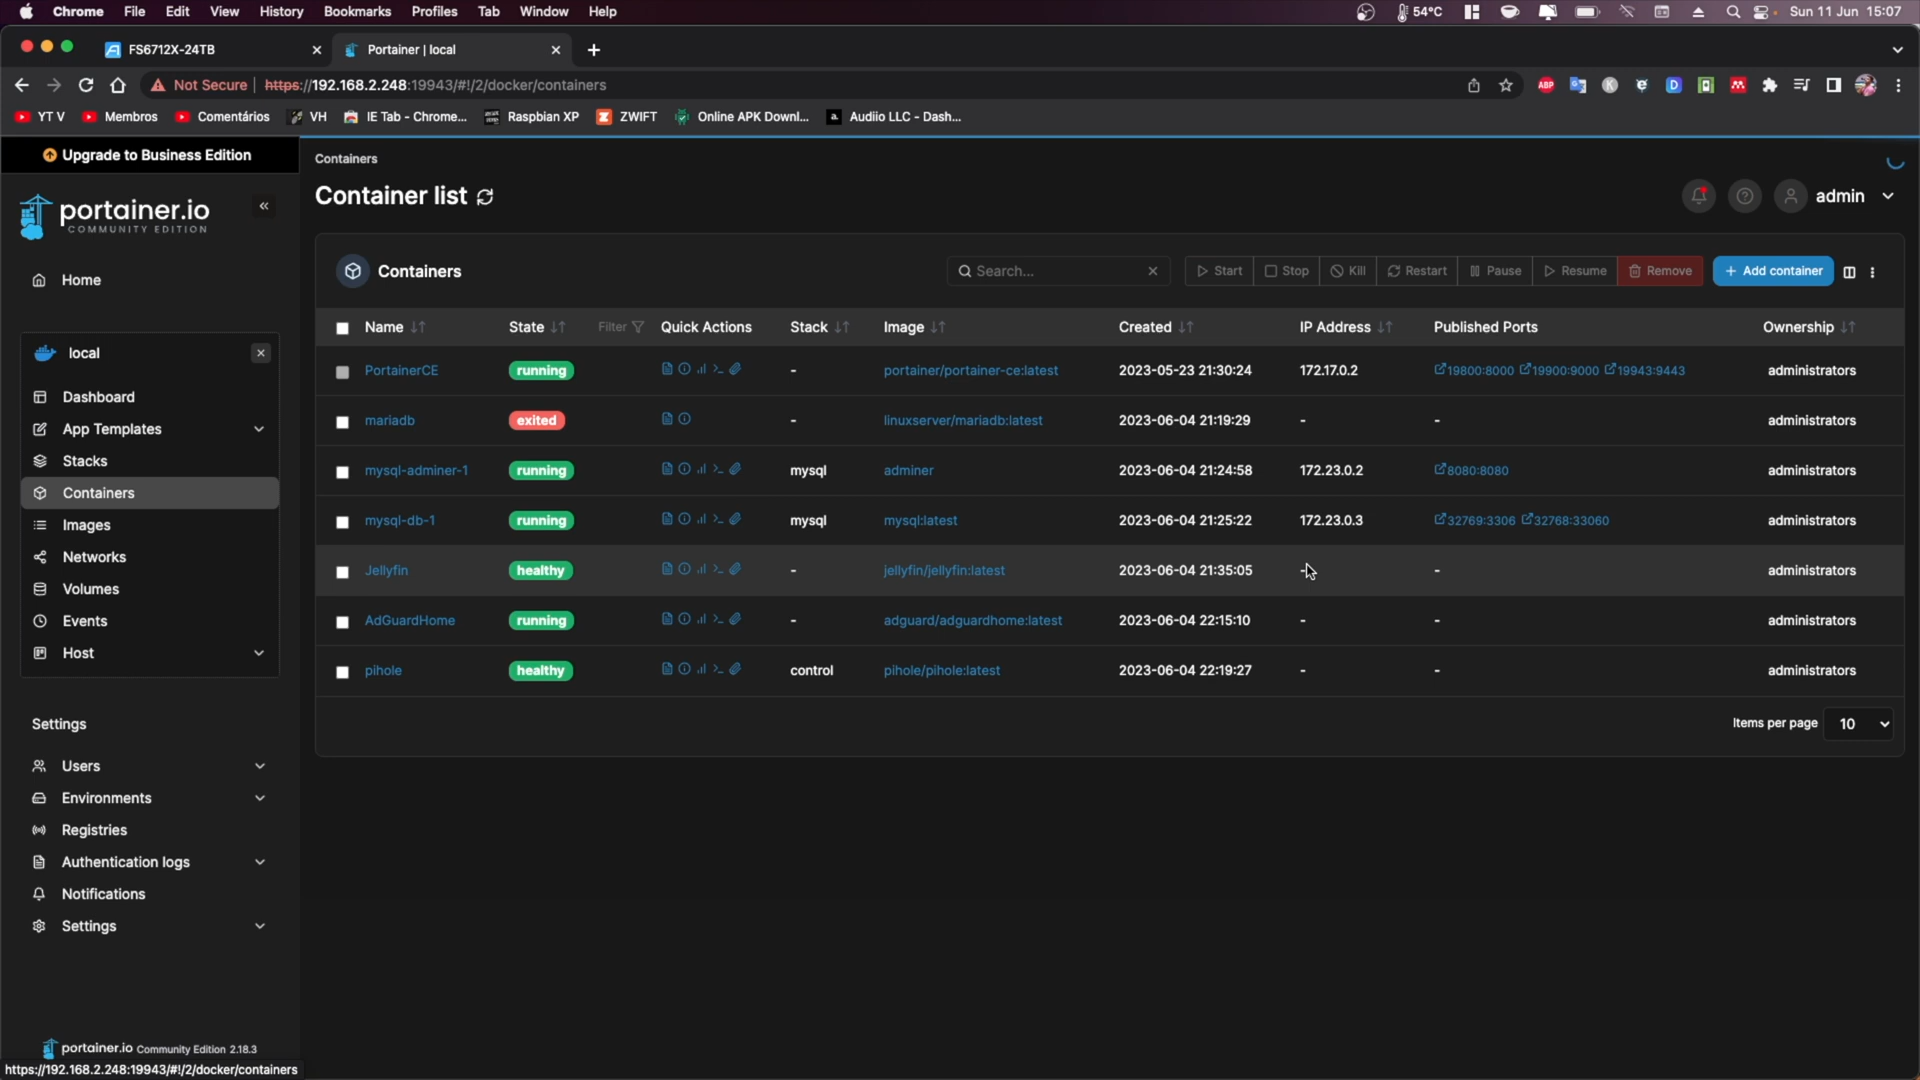 Chrome File Edit View History Bookmarks Profiles Tab Window Help 54°C Sun 11 Jun 15:07
FS6712X-24TB Portainer | local
Not Secure https://192.168.2.248:19943/#!/2/docker/containers
YT V Membros Comentários VH IE Tab - Chrome... Raspbian XP ZWIFT Online APK Downl... Audiio LLC - Dash...
Upgrade to Business Edition
portainer.io
COMMUNITY EDITION
Home
local
Dashboard
App Templates
Stacks
Containers
Images
Networks
Volumes
Events
Host
Settings
Users
Environments
Registries
Authentication logs
Notifications
Settings
portainer.io Community Edition 2.18.3
https://192.168.2.248:19943/#!/2/docker/containers
Containers
Container list
admin
Containers Search... Start Stop Kill Restart Pause Resume Remove + Add container
Name State Filter Quick Actions Stack Image Created IP Address Published Ports Ownership
PortainerCE running - portainer/portainer-ce:latest 2023-05-23 21:30:24 172.17.0.2 19800:8000 19900:9000 19943:9443 administrators
mariadb exited - linuxserver/mariadb:latest 2023-06-04 21:19:29 - - administrators
mysql-adminer-1 running mysql adminer 2023-06-04 21:24:58 172.23.0.2 8080:8080 administrators
mysql-db-1 running mysql mysql:latest 2023-06-04 21:25:22 172.23.0.3 32769:3306 32768:33060 administrators
Jellyfin healthy - jellyfin/jellyfin:latest 2023-06-04 21:35:05 - - administrators
AdGuardHome running - adguard/adguardhome:latest 2023-06-04 22:15:10 - - administrators
pihole healthy control pihole/pihole:latest 2023-06-04 22:19:27 - - administrators
Items per page 10